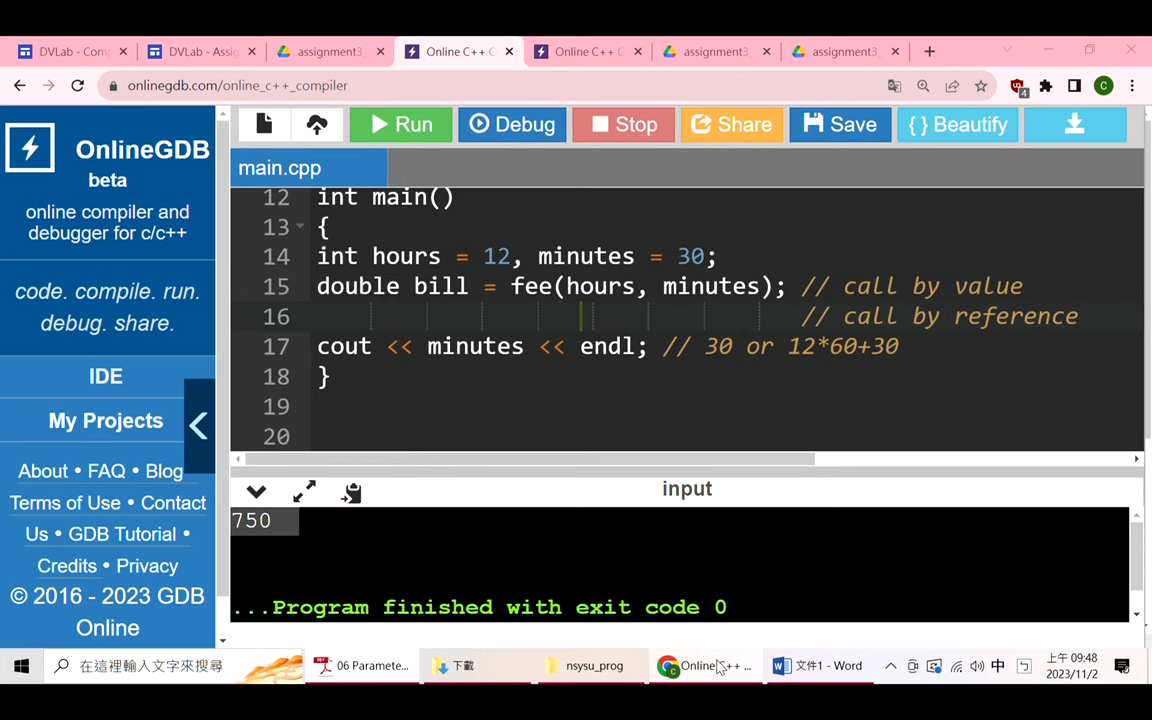 DVLab - Com
DVLab - Assig
assignment3_
Online C++ C
Online C++ C
assignment3_
assignment3_
onlinegdb.com/online_c++_compiler
4
C
OnlineGDB
beta
online compiler and
debugger for c/c++
code. compile. run.
debug. share.
IDE
My Projects
About • FAQ • Blog
Terms of Use • Contact
Us • GDB Tutorial •
Credits • Privacy
© 2016 - 2023 GDB
Online
Run
Debug
Stop
Share
Save
{ } Beautify
main.cpp
12 int main()
13 {
14 int hours = 12, minutes = 30;
15 double bill = fee(hours, minutes); // call by value
16 // call by reference
17 cout << minutes << endl; // 30 or 12*60+30
18 }
19
20
input
750
...Program finished with exit code 0
在這裡輸入文字來搜尋
06 Paramete...
下載
nsysu_prog
Online C++ ...
文件1 - Word
中
上午 09:48
2023/11/2